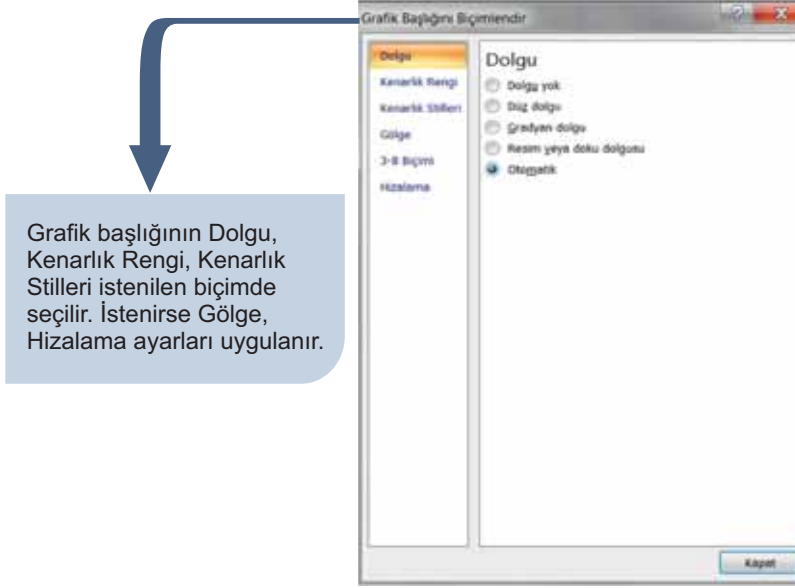 Grafik Başlığını Biçimlendir
Dolgu
Kenarlık Rengi
Kenarlık Stilleri
Gölge
3-B Biçimi
Hizalama
Dolgu
Dolgu yok
Düz dolgu
Gradyan dolgu
Resim veya doku dolgusu
Otomatik
Kapat
Grafik başlığının Dolgu,
Kenarlık Rengi, Kenarlık
Stilleri istenilen biçimde
seçilir. İstenirse Gölge,
Hizalama ayarları uygulanır.